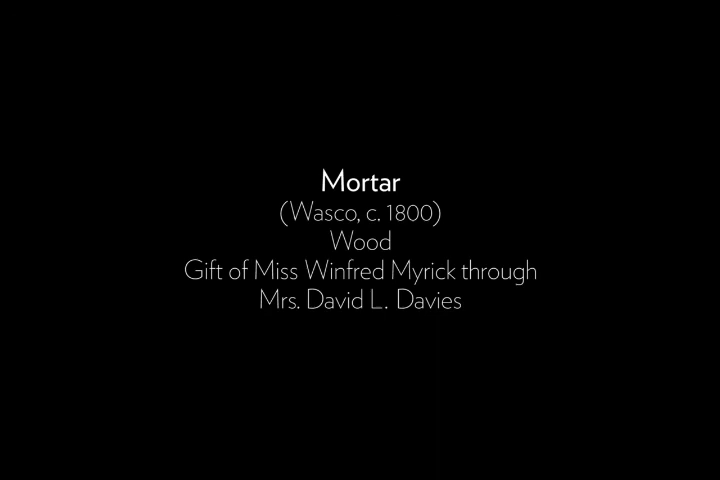 Mortar
(Wasco, c. 1800)
Wood
Gift of Miss Winfred Myrick through
Mrs. David L. Davies